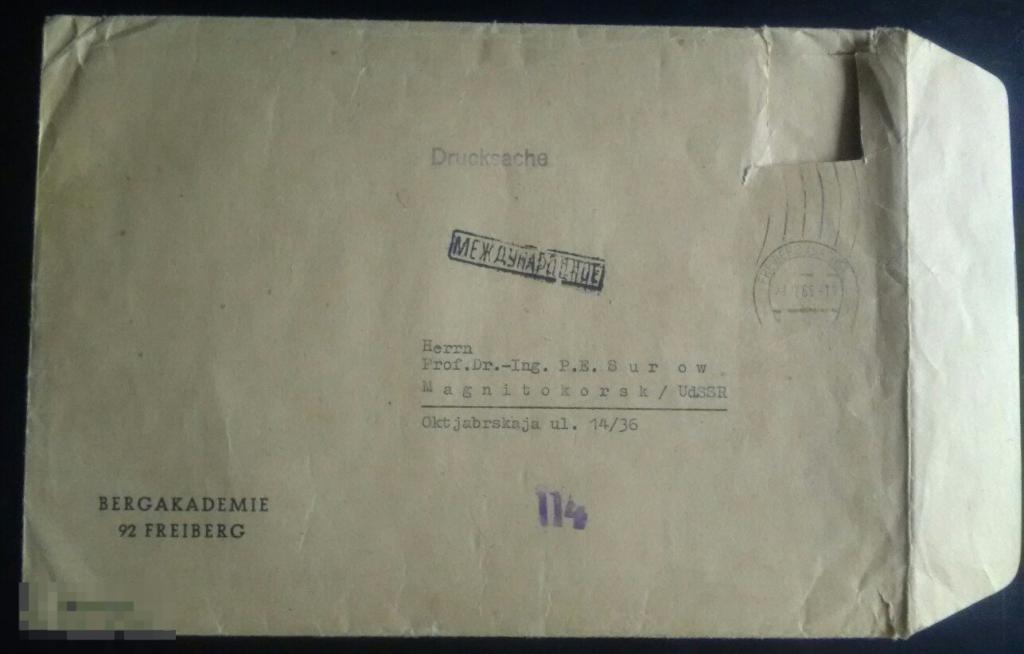 Drucksache
МЕЖДУНАРОДНОЕ
Herrn
Prof.Dr.-Ing. P.E. S u r o w
M a g n i t o k o r s k / UdSSR
Oktjabrskaja ul. 14/36
114
BERGAKADEMIE
92 FREIBERG